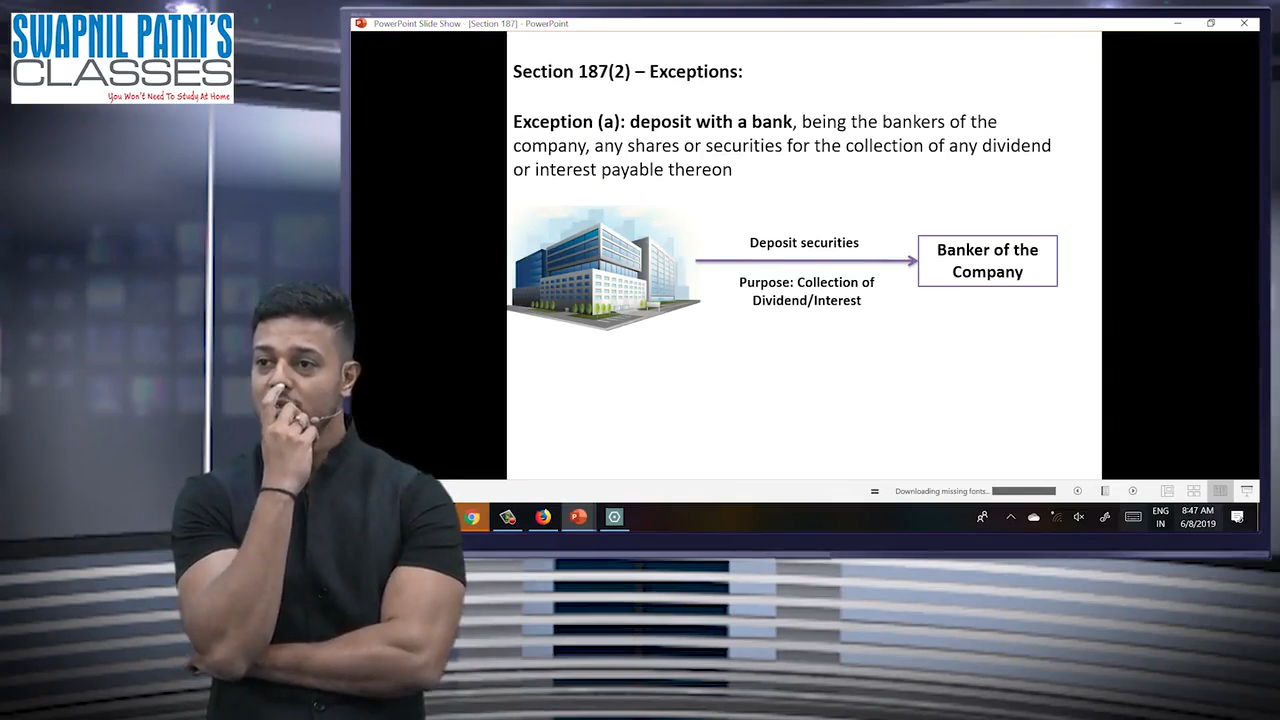 SWAPNIL PATNI'S
CLASSES
You Won't Need To Study At Home
PowerPoint Slide Show - [Section 187] - PowerPoint
Section 187(2) – Exceptions:
Exception (a): deposit with a bank, being the bankers of the
company, any shares or securities for the collection of any dividend
or interest payable thereon
Deposit securities
Purpose: Collection of
Dividend/Interest
Banker of the
Company
Downloading missing fonts...
ENG
IN
8:47 AM
6/8/2019